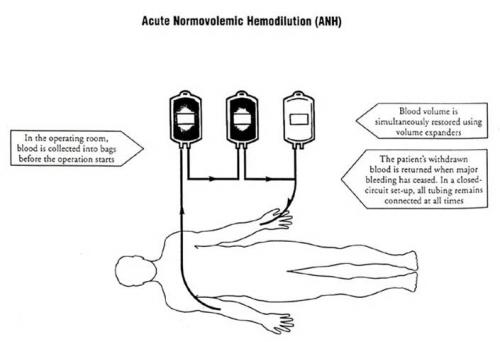 Acute Normovolemic Hemodilution (ANH)
In the operating room,
blood is collected into bags
before the operation starts
Blood volume is
simultaneously restored using
volume expanders
The patient's withdrawn
blood is returned when major
bleeding has ceased. In a closed-
circuit set-up, all tubing remains
connected at all times